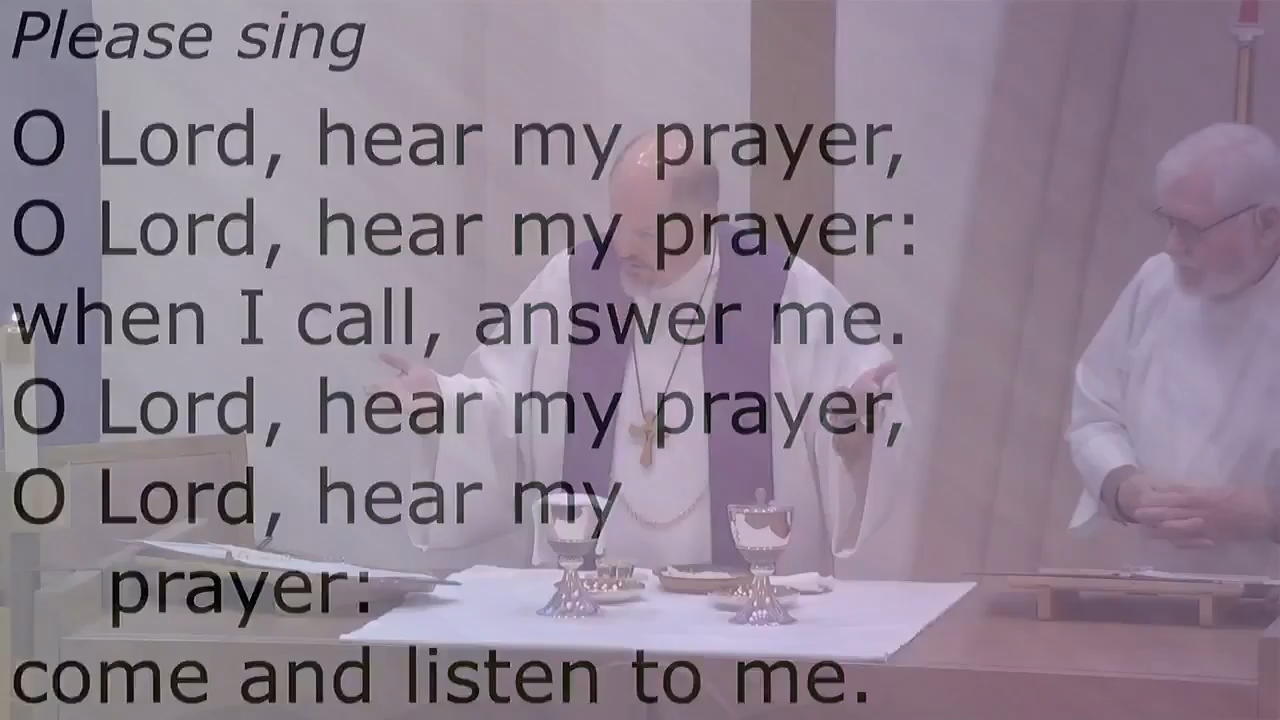 Please sing
O Lord, hear my prayer,
O Lord, hear my prayer:
when I call, answer me.
O Lord, hear my prayer,
O Lord, hear my
prayer:
come and listen to me.